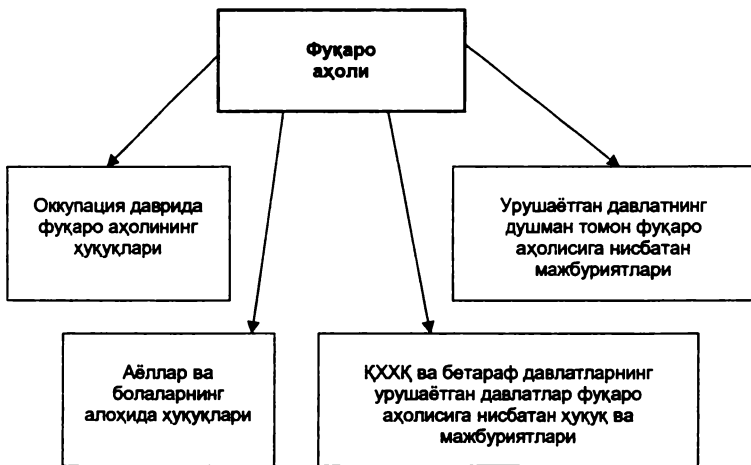 Фуқаро
аҳоли
Оккупация даврида
фуқаро аҳолининг
ҳуқуқлари
Урушаётган давлатнинг
душман томон фуқаро
аҳолисига нисбатан
мажбуриятлари
Аёллар ва
болаларнинг
алоҳида ҳуқуқлари
ҚХХҚ ва бетараф давлатларнинг
урушаётган давлатлар фуқаро
аҳолисига нисбатан ҳуқуқ ва
мажбуриятлари